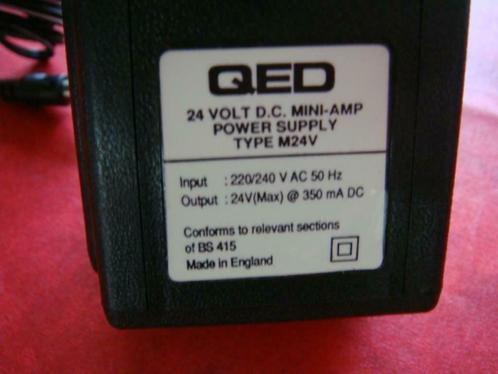 QED
24 VOLT D.C. MINI-AMP
POWER SUPPLY
TYPE M24V
Input : 220/240 V AC 50 Hz
Output : 24V(Max) @ 350 mA DC
Conforms to relevant sections
of BS 415
Made in England